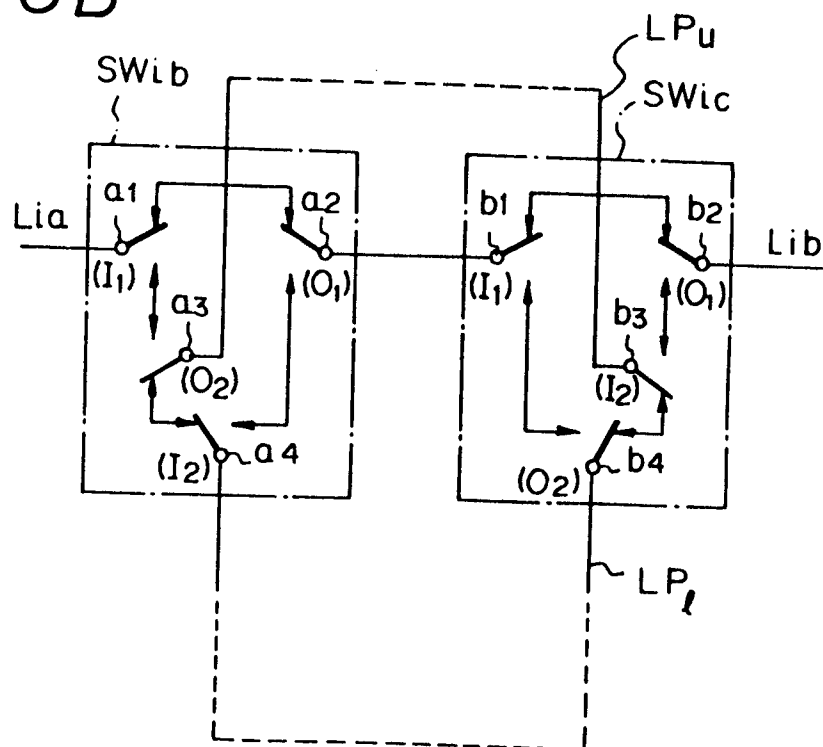 LPu
SWib
SWic
a1
a2
b1
b2
Lia
Lib
(I1)
(O1)
(I1)
(O1)
a3
b3
(O2)
(I2)
a4
b4
(I2)
(O2)
LPℓ